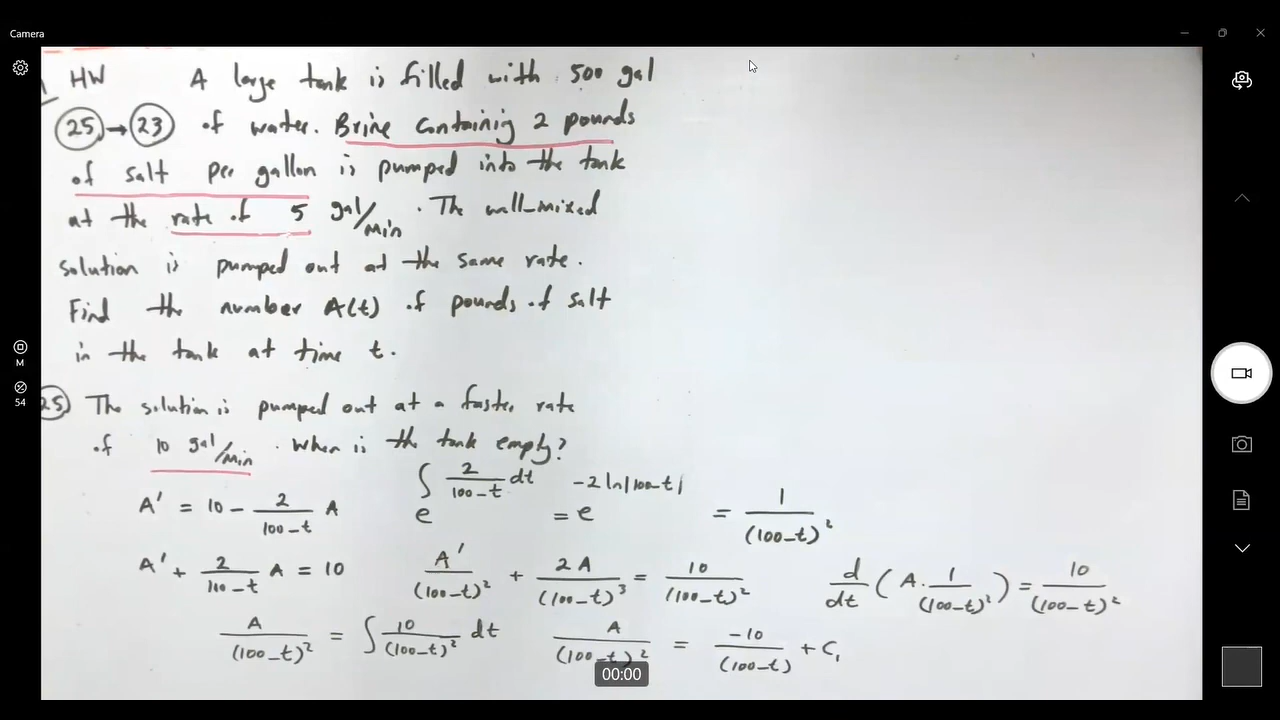 Camera
HW A large tank is filled with 500 gal
25 → 23 of water. Brine containing 2 pounds
of salt per gallon is pumped into the tank
at the rate of 5 gal/min. The well-mixed
solution is pumped out at the same rate.
Find the number A(t) of pounds of salt
in the tank at time t.
25 The solution is pumped out at a faster rate
of 10 gal/min. When is the tank empty?
A' = 10 - 2/(100-t) A
e^(∫ 2/(100-t) dt) = e^(-2 ln|100-t|) = 1/(100-t)²
A' + 2/(100-t) A = 10
A'/(100-t)² + 2A/(100-t)³ = 10/(100-t)²
d/dt (A · 1/(100-t)²) = 10/(100-t)²
A/(100-t)² = ∫ 10/(100-t)² dt
A/(100-t)² = -10/(100-t) + C₁
M
54
00:00